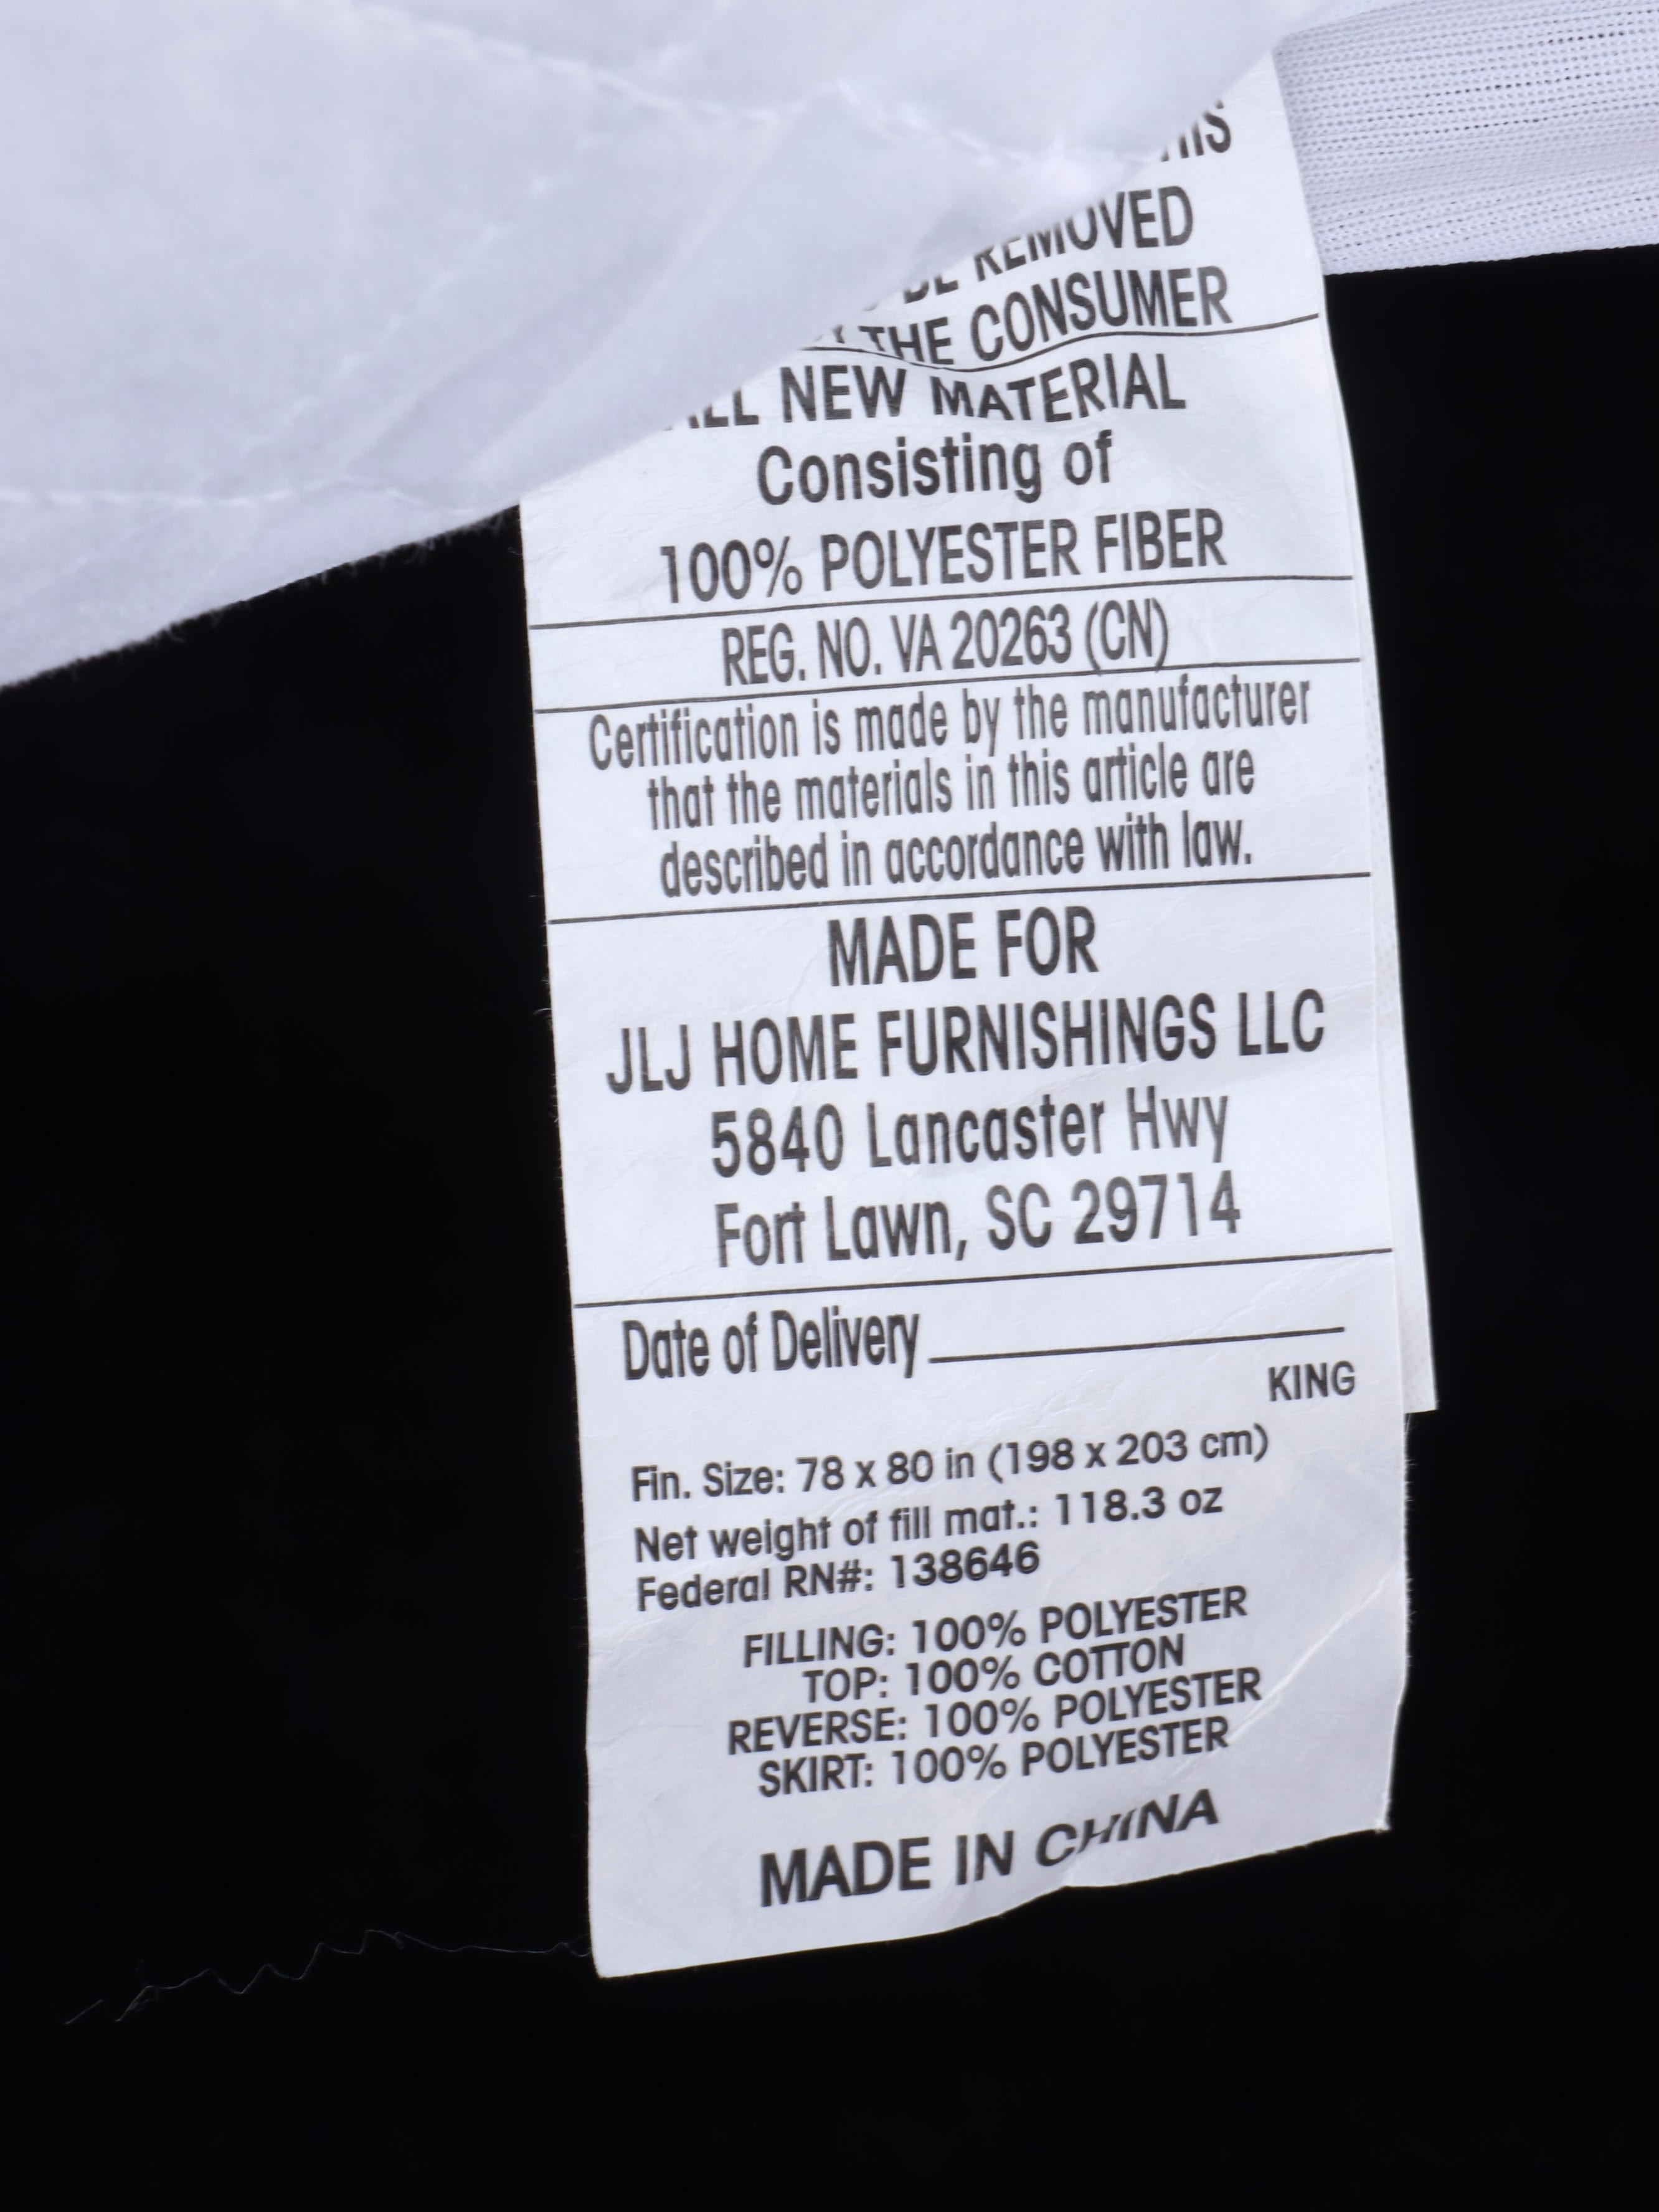 REMOVED
THE CONSUMER
ALL NEW MATERIAL
Consisting of
100% POLYESTER FIBER
REG. NO. VA 20263 (CN)
Certification is made by the manufacturer
that the materials in this article are
described in accordance with law.
MADE FOR
JLJ HOME FURNISHINGS LLC
5840 Lancaster Hwy
Fort Lawn, SC 29714
Date of Delivery
KING
Fin. Size: 78 x 80 in (198 x 203 cm)
Net weight of fill mat.: 118.3 oz
Federal RN#: 138646
FILLING: 100% POLYESTER
TOP: 100% COTTON
REVERSE: 100% POLYESTER
SKIRT: 100% POLYESTER
MADE IN CHINA